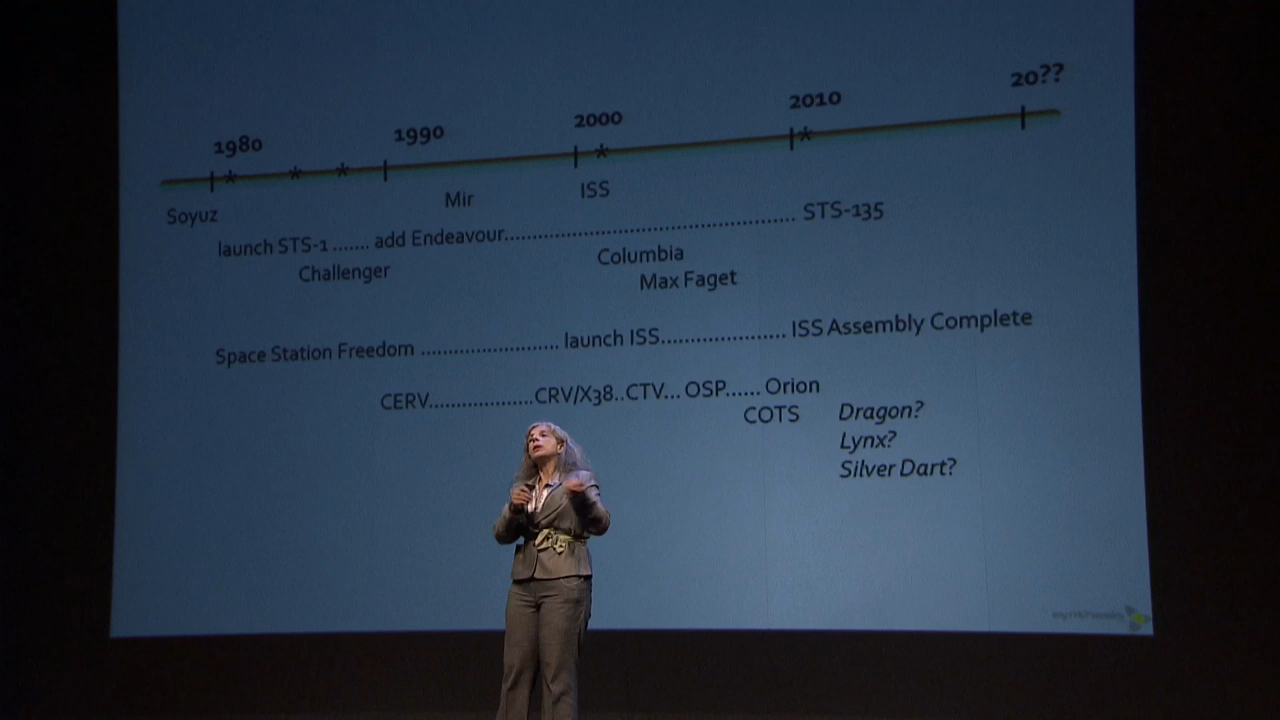 1980 1990 2000 2010 20??
Soyuz Mir ISS
launch STS-1 ....... add Endeavour........................................................ STS-135
Challenger Columbia
Max Faget
Space Station Freedom .......................... launch ISS........................ ISS Assembly Complete
CERV....................CRV/X38..CTV... OSP...... Orion
COTS Dragon?
Lynx?
Silver Dart?